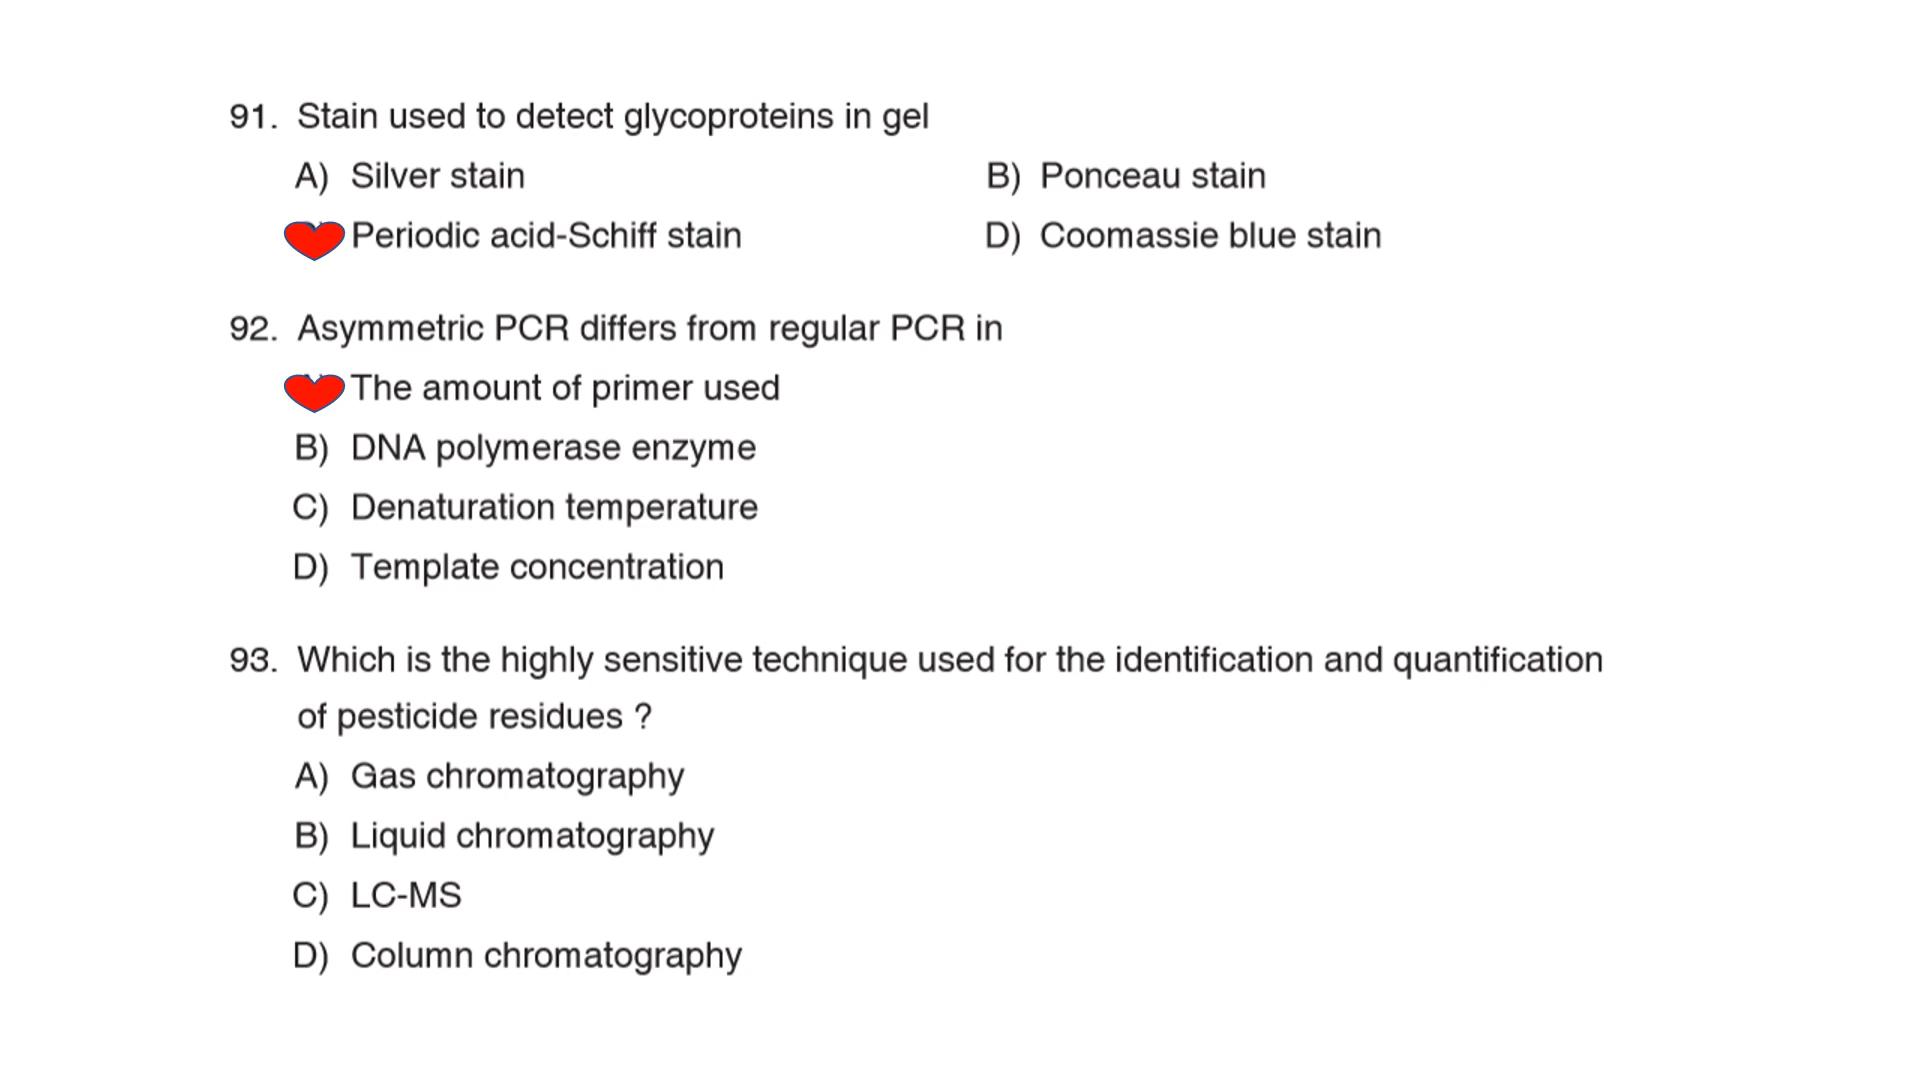 91. Stain used to detect glycoproteins in gel
A) Silver stain
B) Ponceau stain
Periodic acid-Schiff stain
D) Coomassie blue stain
92. Asymmetric PCR differs from regular PCR in
The amount of primer used
B) DNA polymerase enzyme
C) Denaturation temperature
D) Template concentration
93. Which is the highly sensitive technique used for the identification and quantification
of pesticide residues ?
A) Gas chromatography
B) Liquid chromatography
C) LC-MS
D) Column chromatography